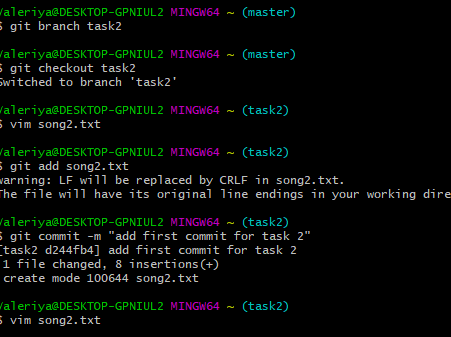 Valeriya@DESKTOP-GPNIUL2 MINGW64 ~ (master)
$ git branch task2
Valeriya@DESKTOP-GPNIUL2 MINGW64 ~ (master)
$ git checkout task2
Switched to branch 'task2'
Valeriya@DESKTOP-GPNIUL2 MINGW64 ~ (task2)
$ vim song2.txt
Valeriya@DESKTOP-GPNIUL2 MINGW64 ~ (task2)
$ git add song2.txt
warning: LF will be replaced by CRLF in song2.txt.
The file will have its original line endings in your working dire
Valeriya@DESKTOP-GPNIUL2 MINGW64 ~ (task2)
$ git commit -m "add first commit for task 2"
[task2 d244fb4] add first commit for task 2
1 file changed, 8 insertions(+)
create mode 100644 song2.txt
Valeriya@DESKTOP-GPNIUL2 MINGW64 ~ (task2)
$ vim song2.txt